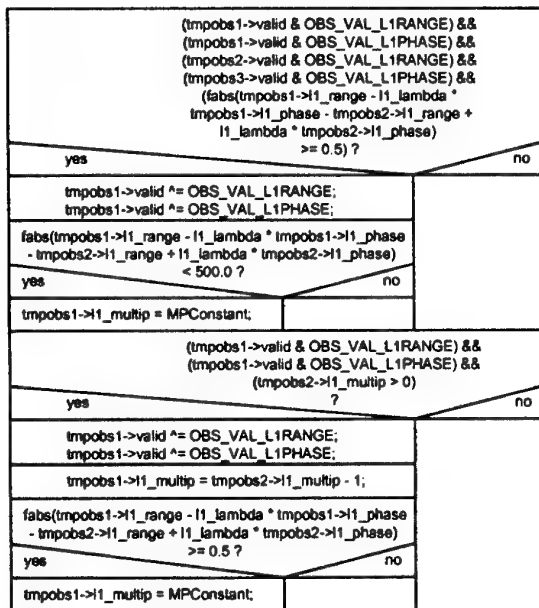 (tmpobs1->valid & OBS_VAL_L1RANGE) &&
(tmpobs1->valid & OBS_VAL_L1PHASE) &&
(tmpobs2->valid & OBS_VAL_L1RANGE) &&
(tmpobs3->valid & OBS_VAL_L1PHASE) &&
(fabs(tmpobs1->l1_range - l1_lambda *
tmpobs1->l1_phase - tmpobs2->l1_range +
l1_lambda * tmpobs2->l1_phase)
>= 0.5) ?
yes no
tmpobs1->valid ^= OBS_VAL_L1RANGE;
tmpobs1->valid ^= OBS_VAL_L1PHASE;
fabs(tmpobs1->l1_range - l1_lambda * tmpobs1->l1_phase
- tmpobs2->l1_range + l1_lambda * tmpobs2->l1_phase)
< 500.0 ?
yes no
tmpobs1->l1_multip = MPConstant;
(tmpobs1->valid & OBS_VAL_L1RANGE) &&
(tmpobs1->valid & OBS_VAL_L1PHASE) &&
(tmpobs2->l1_multip > 0)
?
yes no
tmpobs1->valid ^= OBS_VAL_L1RANGE;
tmpobs1->valid ^= OBS_VAL_L1PHASE;
tmpobs1->l1_multip = tmpobs2->l1_multip - 1;
fabs(tmpobs1->l1_range - l1_lambda * tmpobs1->l1_phase
- tmpobs2->l1_range + l1_lambda * tmpobs2->l1_phase)
>= 0.5 ?
yes no
tmpobs1->l1_multip = MPConstant;